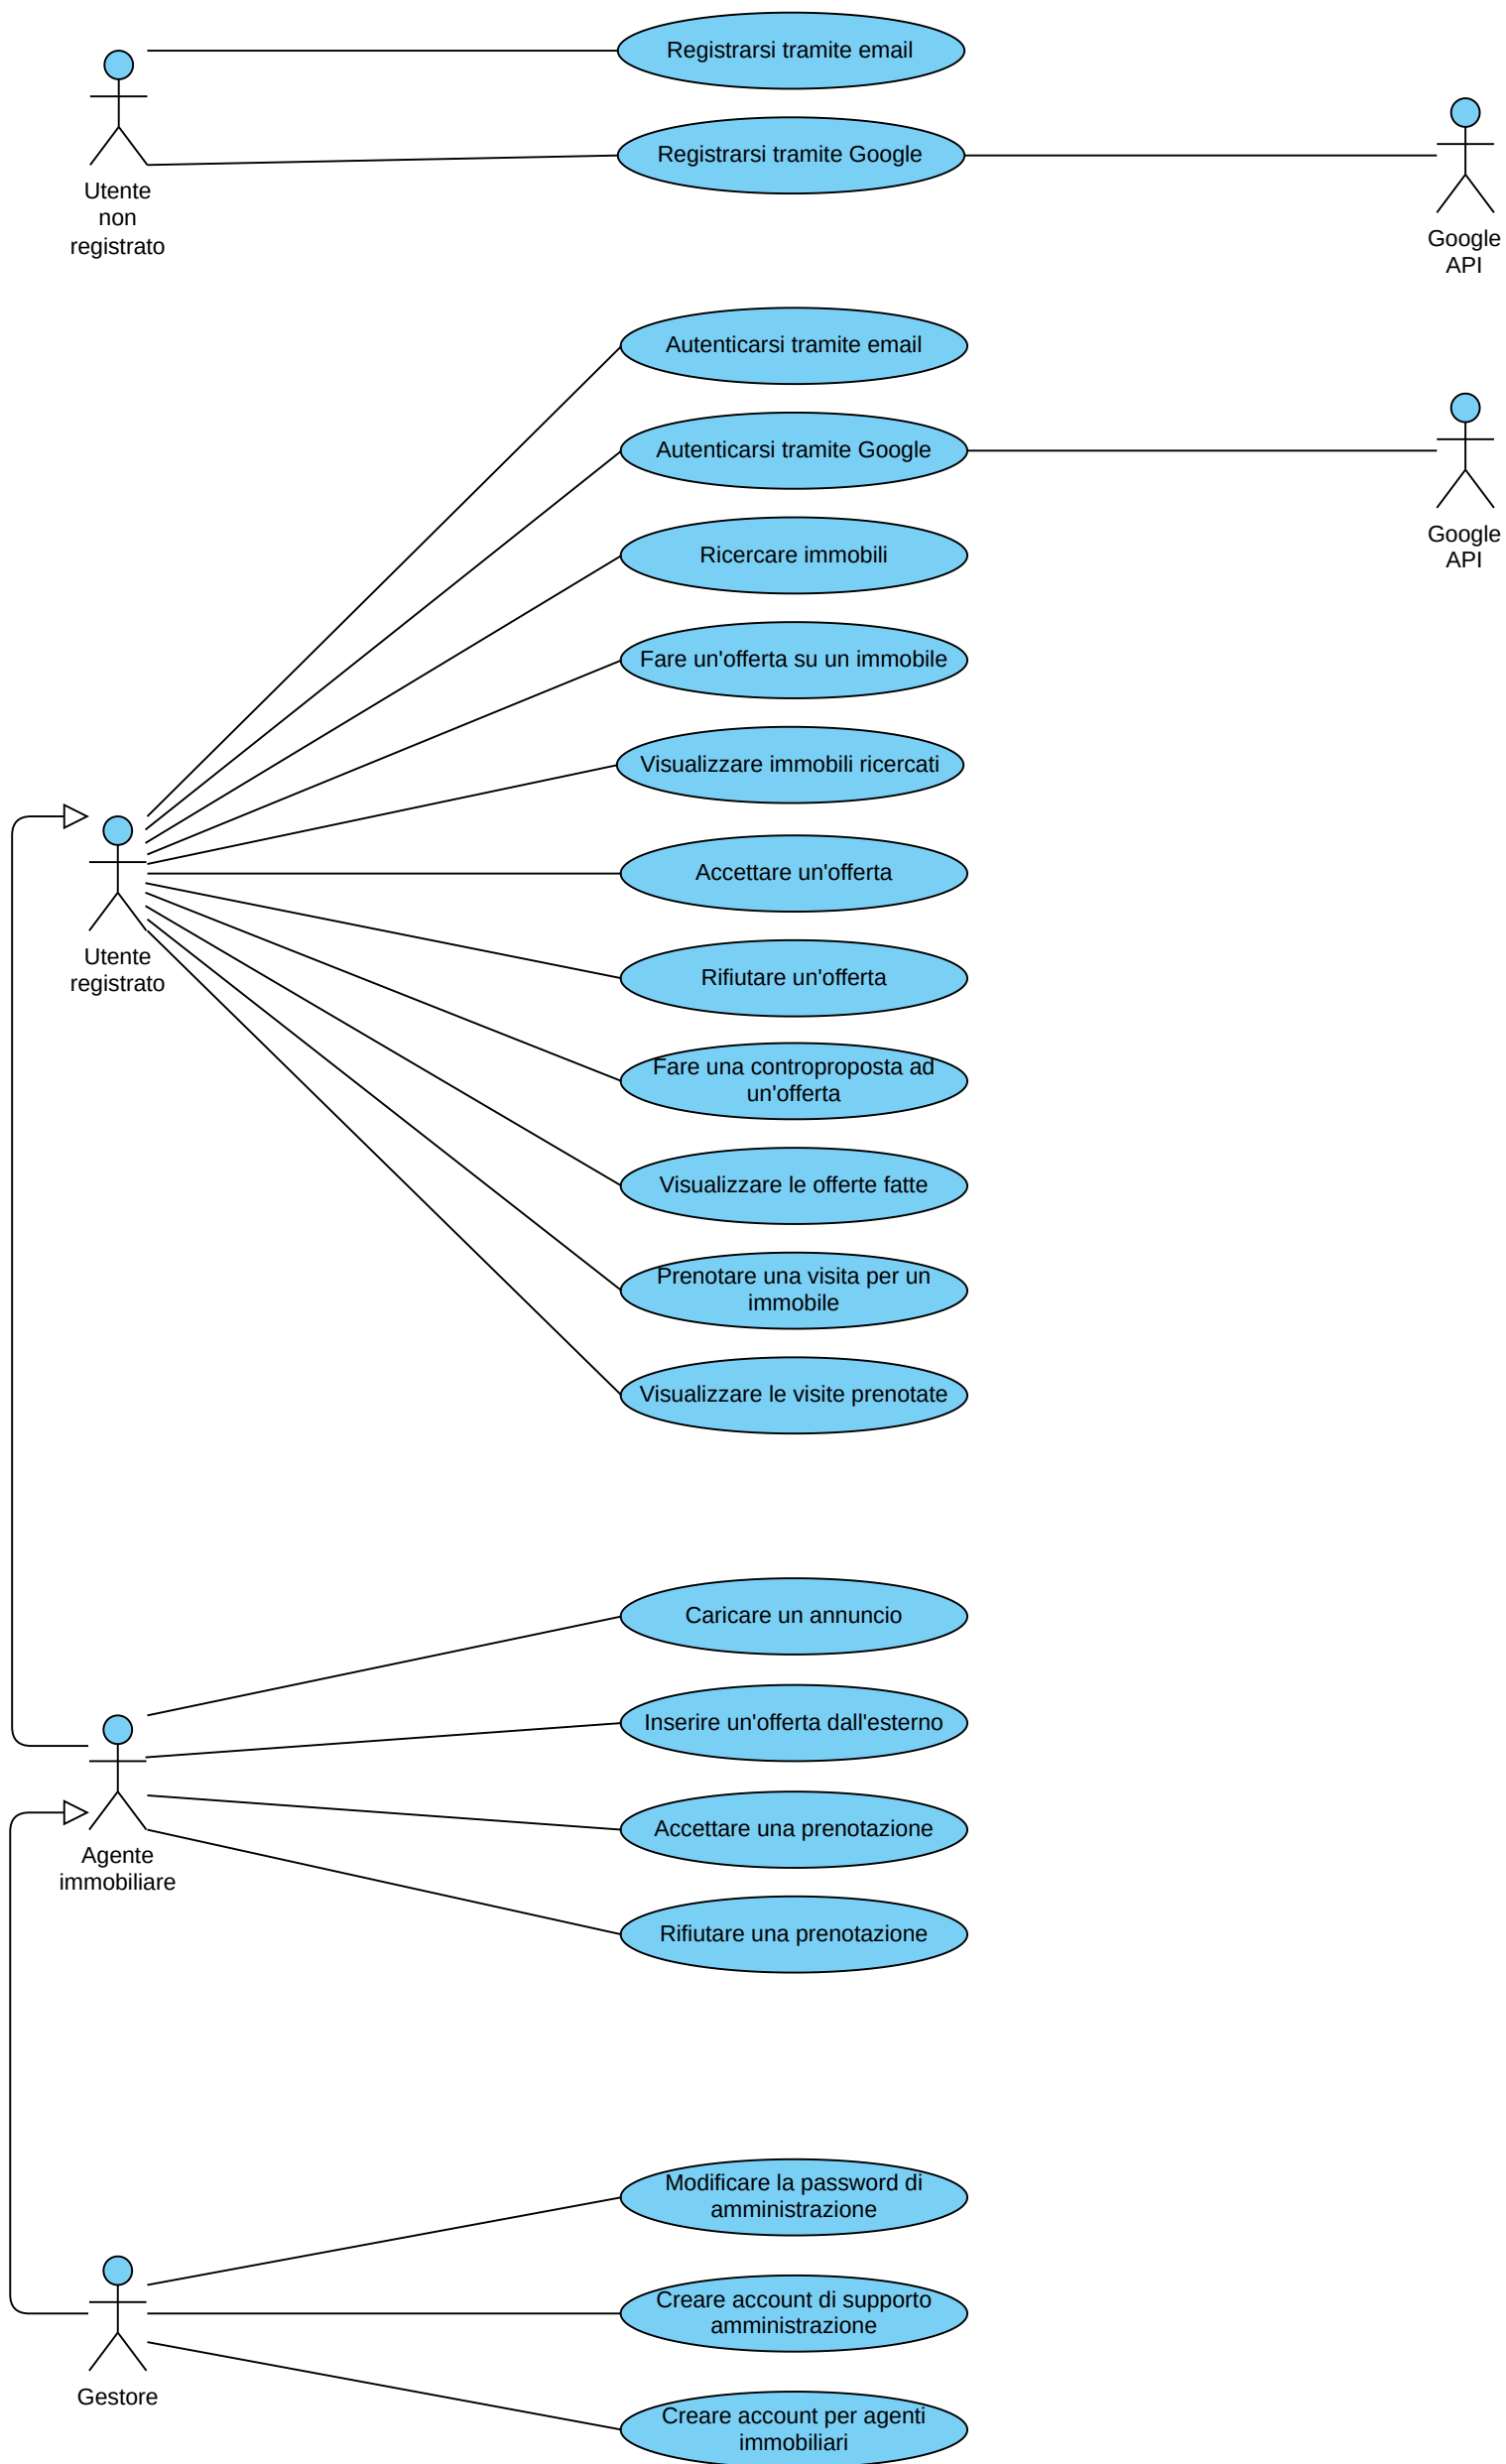 Registrarsi tramite email
Registrarsi tramite Google
Utente
non
registrato
Google
API
Autenticarsi tramite email
Autenticarsi tramite Google
Google
API
Ricercare immobili
Fare un'offerta su un immobile
Visualizzare immobili ricercati
Accettare un'offerta
Utente
registrato
Rifiutare un'offerta
Fare una controproposta ad
un'offerta
Visualizzare le offerte fatte
Prenotare una visita per un
immobile
Visualizzare le visite prenotate
Caricare un annuncio
Inserire un'offerta dall'esterno
Accettare una prenotazione
Agente
immobiliare
Rifiutare una prenotazione
Modificare la password di
amministrazione
Creare account di supporto
amministrazione
Gestore
Creare account per agenti
immobiliari